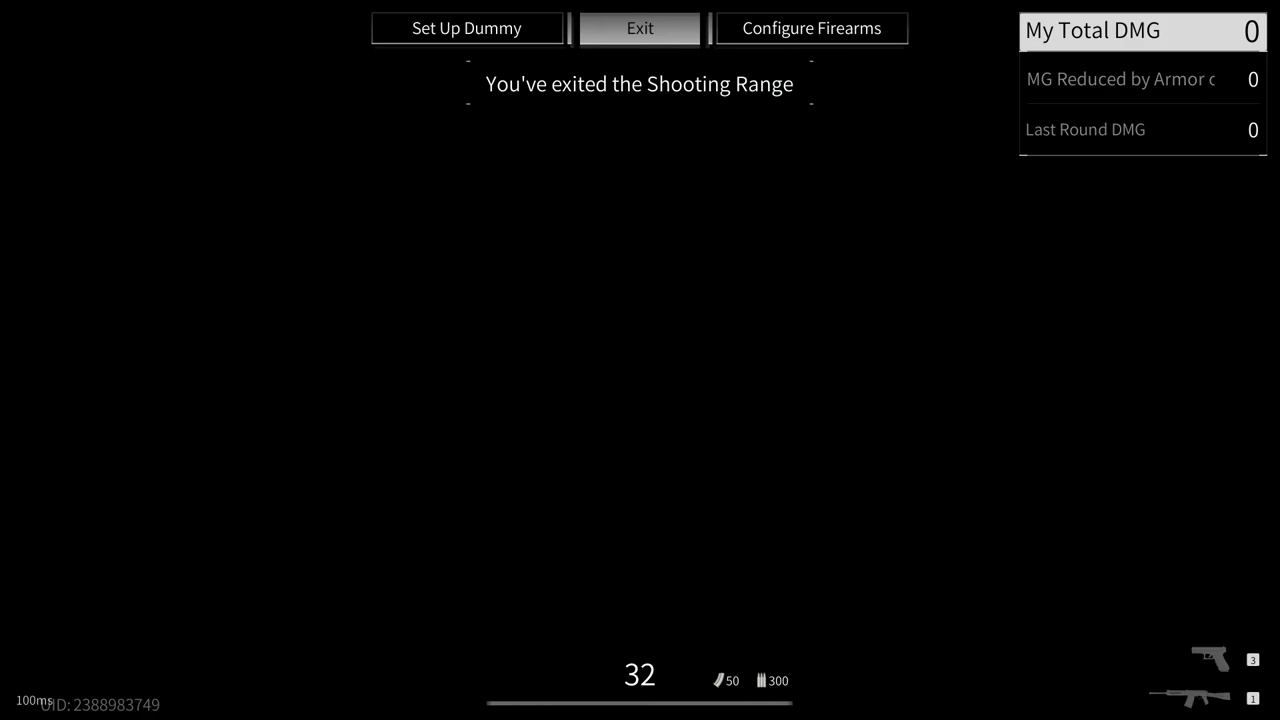 Set Up Dummy
Exit
Configure Firearms
My Total DMG 0
You've exited the Shooting Range
MG Reduced by Armor c 0
Last Round DMG 0
32
50
300
3
1
100ms
UID: 2388983749